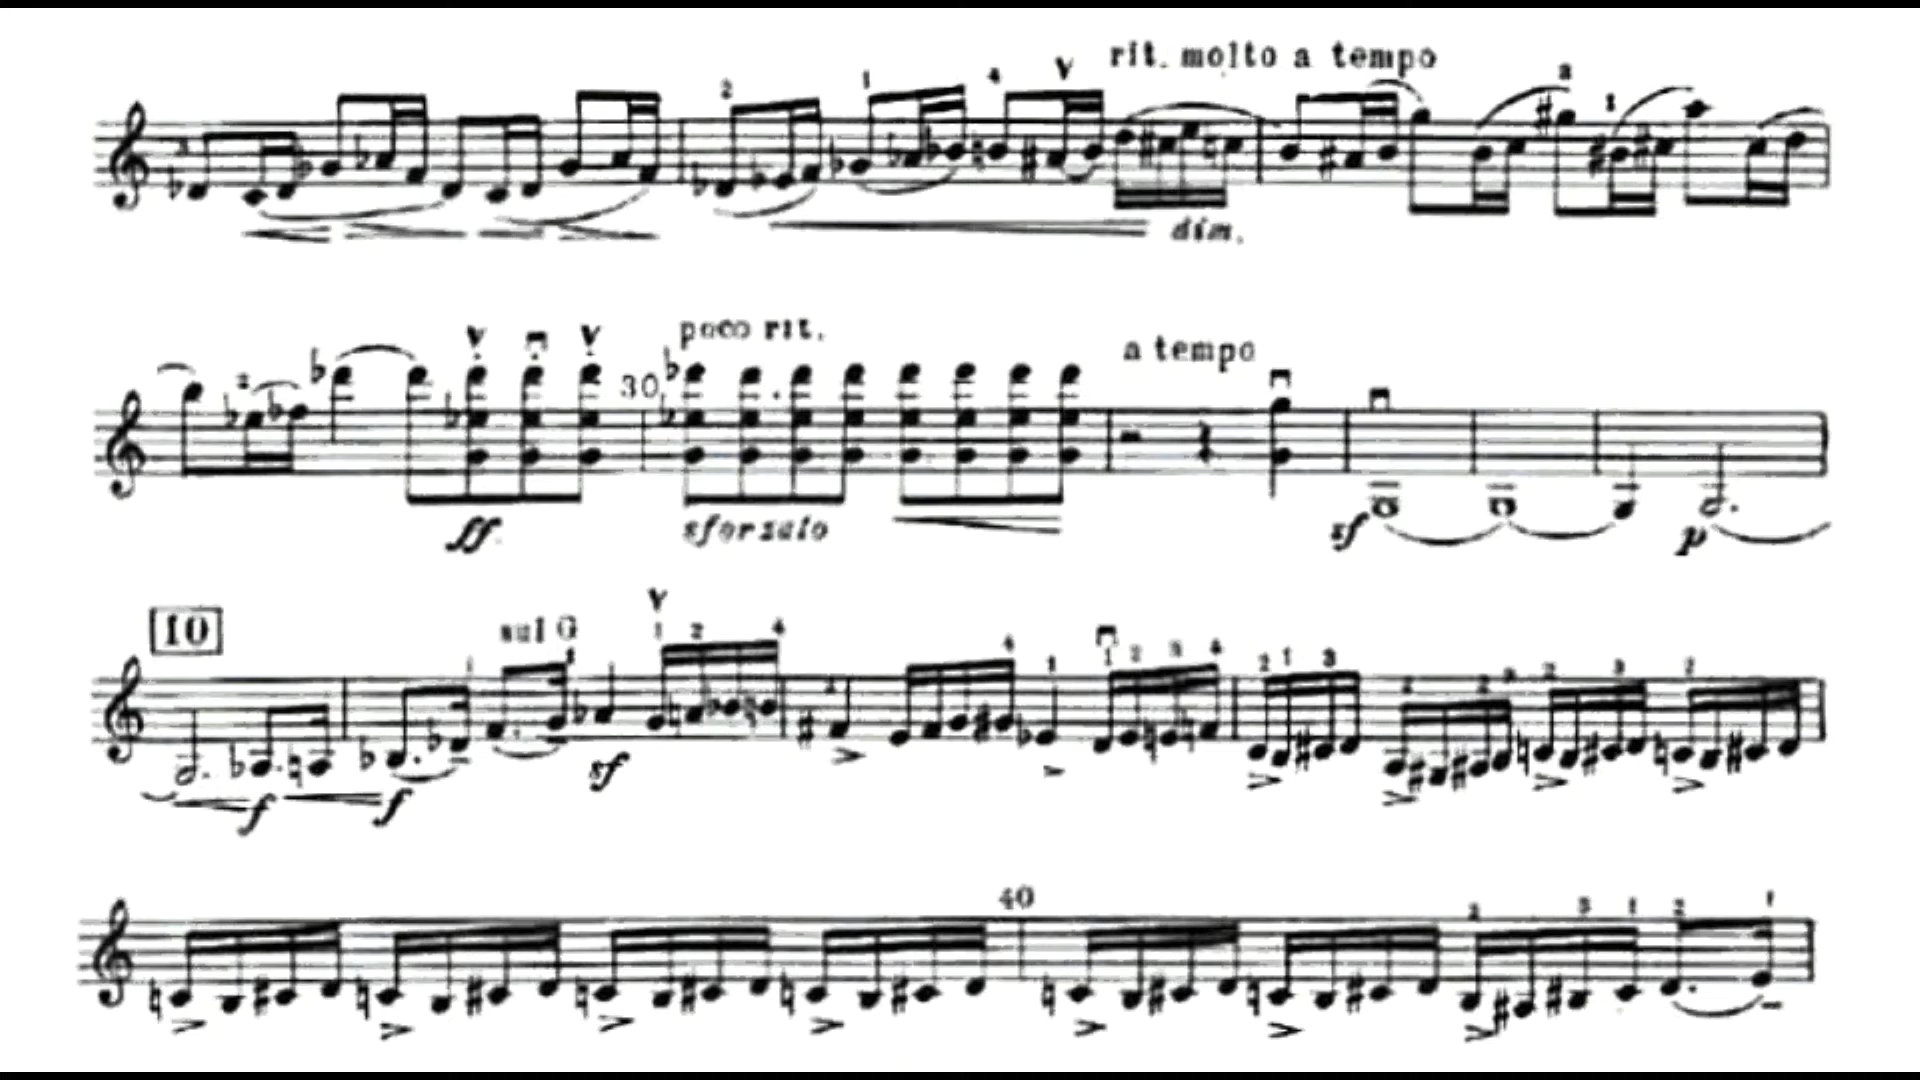 rit. molto a tempo
dim.
poco rit.
a tempo
30
ff
sforzato
sf
p
10
sul G
f
f
sf
40